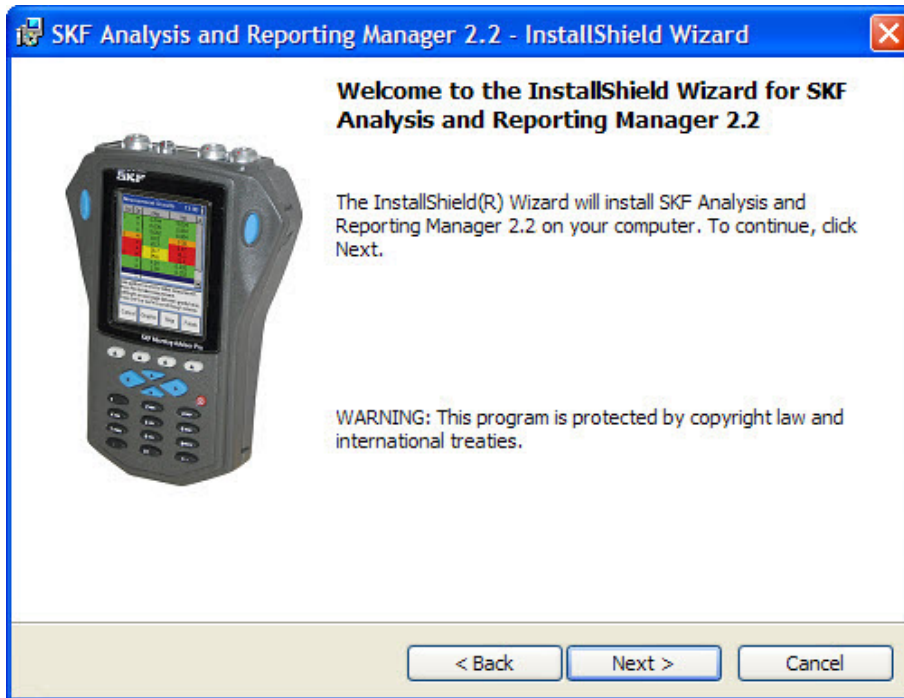 SKF Analysis and Reporting Manager 2.2 - InstallShield Wizard
Welcome to the InstallShield Wizard for SKF
Analysis and Reporting Manager 2.2
SKF
The InstallShield(R) Wizard will install SKF Analysis and
Reporting Manager 2.2 on your computer. To continue, click
Next.
WARNING: This program is protected by copyright law and
international treaties.
< Back
Next >
Cancel